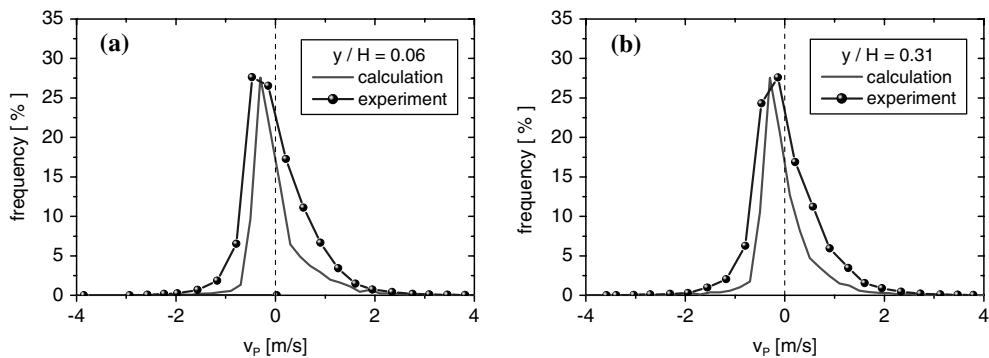 (a)
y / H = 0.06
calculation
experiment
frequency [ % ]
35
30
25
20
15
10
5
0
-4
-2
0
2
4
v_P [m/s]
(b)
y / H = 0.31
calculation
experiment
frequency [ % ]
35
30
25
20
15
10
5
0
-4
-2
0
2
4
v_P [m/s]